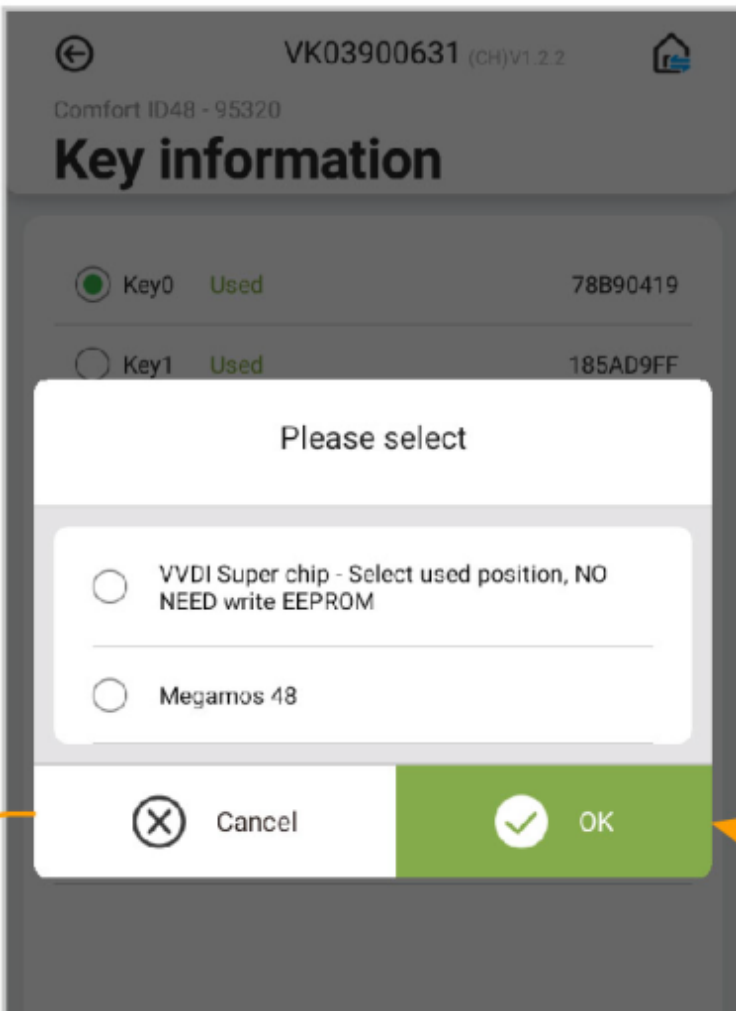 VK03900631 (CH)V1.2.2
Comfort ID48 - 95320
Key information
Key0 Used 78B90419
Key1 Used 185AD9FF
Please select
VVDI Super chip - Select used position, NO
NEED write EEPROM
Megamos 48
Cancel OK